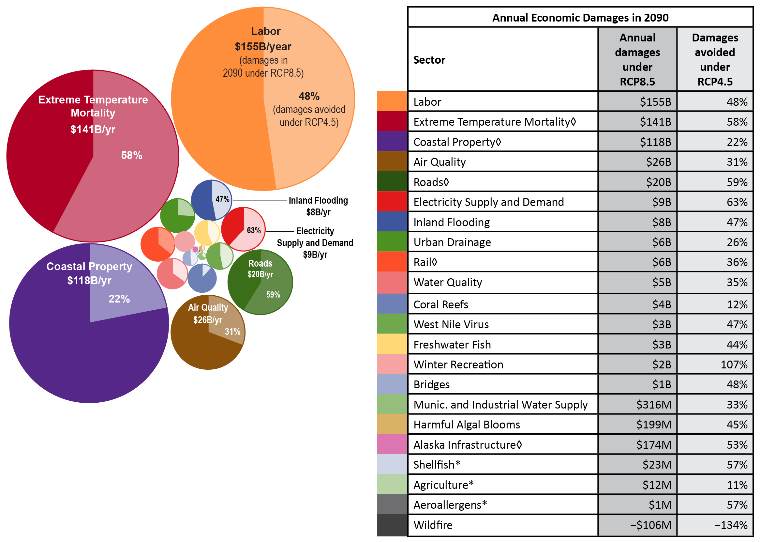 Labor
$155B/year
(damages in
2090 under RCP8.5)
48%
(damages avoided
under RCP4.5)
Extreme Temperature
Mortality
$141B/yr
58%
47%
Inland Flooding
$8B/yr
63%
Electricity
Supply and Demand
$9B/yr
Coastal Property
$118B/yr
22%
Roads
$20B/yr
59%
Air Quality
$26B/yr
31%
Annual Economic Damages in 2090
Sector
Annual
damages
under
RCP8.5
Damages
avoided
under
RCP4.5
Labor $155B 48%
Extreme Temperature Mortality◊ $141B 58%
Coastal Property◊ $118B 22%
Air Quality $26B 31%
Roads◊ $20B 59%
Electricity Supply and Demand $9B 63%
Inland Flooding $8B 47%
Urban Drainage $6B 26%
Rail◊ $6B 36%
Water Quality $5B 35%
Coral Reefs $4B 12%
West Nile Virus $3B 47%
Freshwater Fish $3B 44%
Winter Recreation $2B 107%
Bridges $1B 48%
Munic. and Industrial Water Supply $316M 33%
Harmful Algal Blooms $199M 45%
Alaska Infrastructure◊ $174M 53%
Shellfish* $23M 57%
Agriculture* $12M 11%
Aeroallergens* $1M 57%
Wildfire −$106M −134%